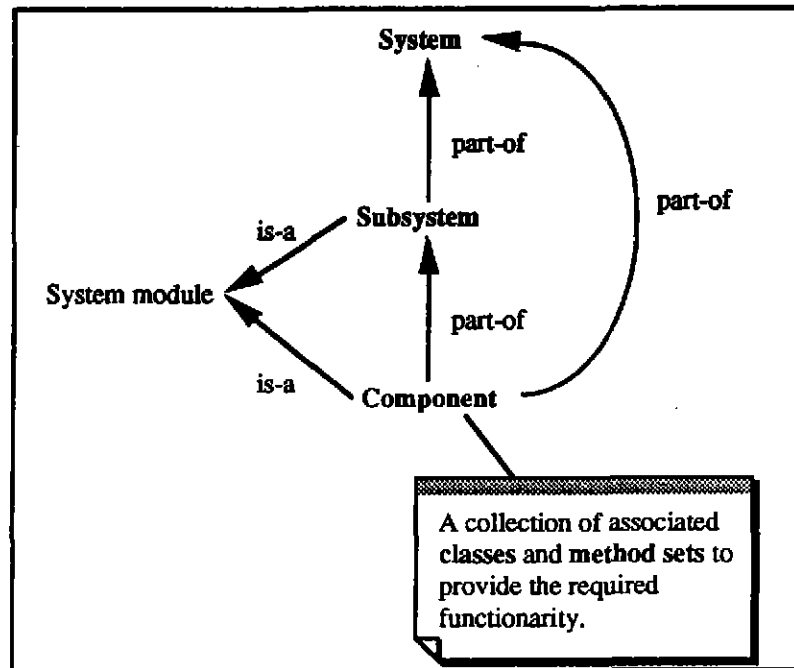 System
part-of
part-of
Subsystem
is-a
System module
part-of
is-a
Component
A collection of associated
classes and method sets to
provide the required
functionarity.